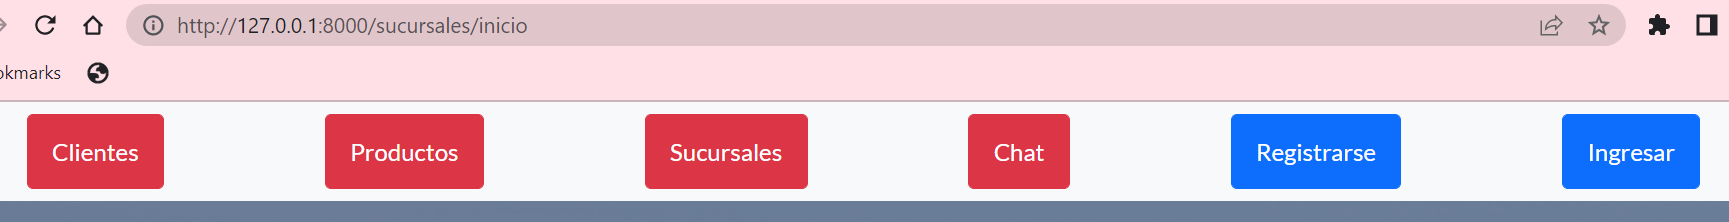 http://127.0.0.1:8000/sucursales/inicio
okmarks
Clientes Productos Sucursales Chat Registrarse Ingresar